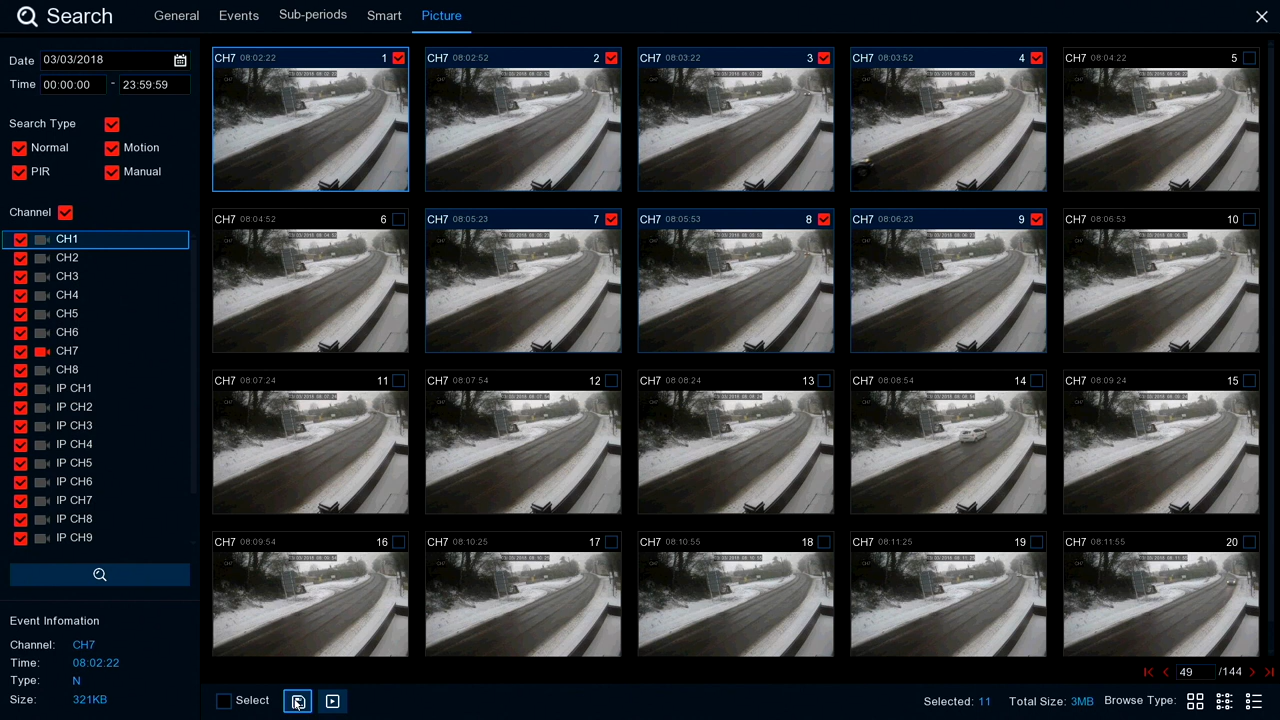 Search General Events Sub-periods Smart Picture
Date 03/03/2018
Time 00:00:00 - 23:59:59
Search Type
Normal Motion
PIR Manual
Channel
CH1
CH2
CH3
CH4
CH5
CH6
CH7
CH8
IP CH1
IP CH2
IP CH3
IP CH4
IP CH5
IP CH6
IP CH7
IP CH8
IP CH9
Event Infomation
Channel: CH7
Time: 08:02:22
Type: N
Size: 321KB
CH7 08:02:22 1 CH7 08:02:52 2 CH7 08:03:22 3 CH7 08:03:52 4 CH7 08:04:22 5
CH7 08:04:52 6 CH7 08:05:23 7 CH7 08:05:53 8 CH7 08:06:23 9 CH7 08:06:53 10
CH7 08:07:24 11 CH7 08:07:54 12 CH7 08:08:24 13 CH7 08:08:54 14 CH7 08:09:24 15
CH7 08:09:54 16 CH7 08:10:25 17 CH7 08:10:55 18 CH7 08:11:25 19 CH7 08:11:55 20
49 /144
Select Selected: 11 Total Size: 3MB Browse Type: